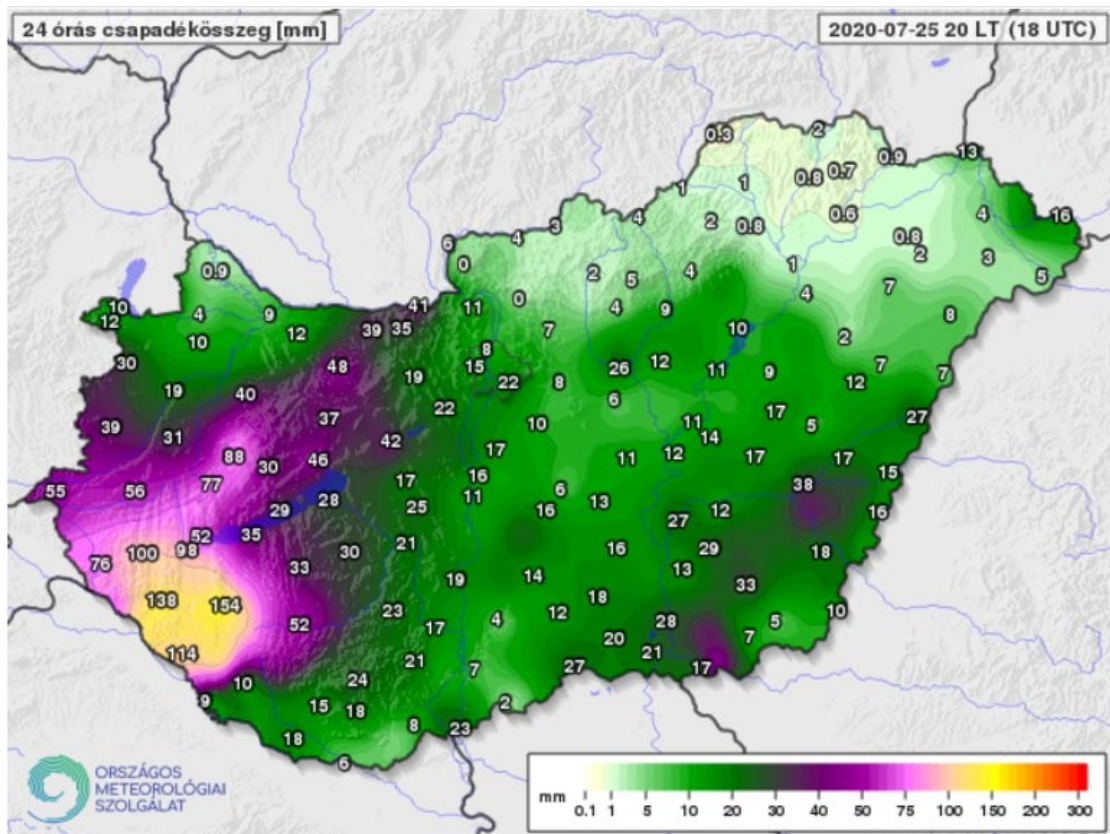 24 órás csapadékösszeg [mm] 2020-07-25 20 LT (18 UTC)
0.3 2
0.9 13
0.8 0.7
1 1
4 16
0.6
6 4 3 4 2 0.8 0.8
2
0 3
0.9 2 5 4 1 5
7
10 4 9 41 11 0 4 9 4 8
12 12 39 35 7 10 2
10 8
30 48 19 15 22 8 26 12 11 9 12 7 7
19 40 6
39 31 37 22 10 11 17 5 27
42 14
88 30 46 17 11 12 17 17 15
55 56 77 17 16 38
29 28 25 11 16 6 13 27 12 16
52 35
76 100 98 33 30 21 16 29 18
19 14 13 33
138 154 52 23 12 18
17 4 28 5 10
114 20 21 7
10 21 7 27 17
9 24
15 18 2
18 8 23
6
ORSZÁGOS
METEOROLÓGIAI
SZOLGÁLAT
mm 0.1 1 5 10 20 30 40 50 75 100 150 200 300